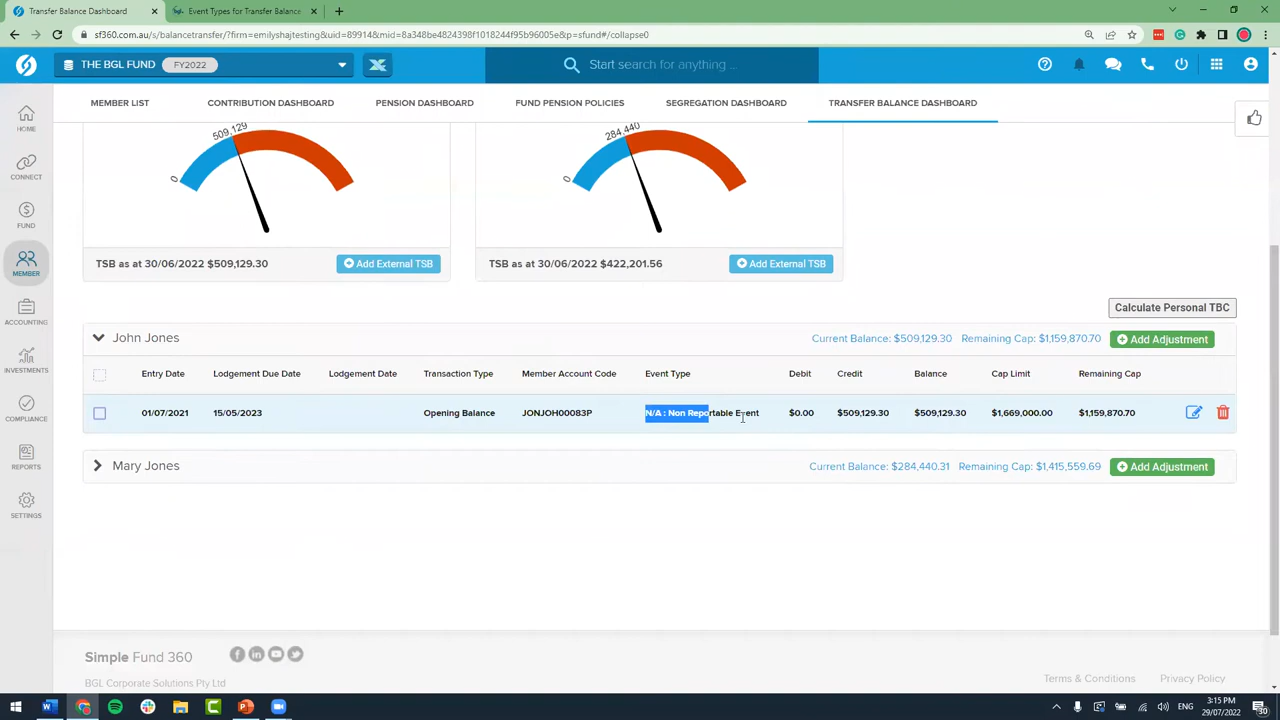 Transfer Balance Dashboard
Event Types for Transfer Balance
sf360.com.au/s/balancetransfer/?firm=emilyshajtesting&uid=89914&mid=8a348be4824398f1018244f95b96005e&p=sfund#/collapse0
THE BGL FUND FY2022
Start search for anything ...
MEMBER LIST CONTRIBUTION DASHBOARD PENSION DASHBOARD FUND PENSION POLICIES SEGREGATION DASHBOARD TRANSFER BALANCE DASHBOARD
HOME
CONNECT
FUND
MEMBER
ACCOUNTING
INVESTMENTS
COMPLIANCE
REPORTS
SETTINGS
0 509,129
0 284,440
TSB as at 30/06/2022 $509,129.30 Add External TSB
TSB as at 30/06/2022 $422,201.56 Add External TSB
Calculate Personal TBC
John Jones Current Balance: $509,129.30 Remaining Cap: $1,159,870.70 Add Adjustment
Entry Date Lodgement Due Date Lodgement Date Transaction Type Member Account Code Event Type Debit Credit Balance Cap Limit Remaining Cap
01/07/2021 15/05/2023 Opening Balance JONJOH00083P N/A : Non Reportable Event $0.00 $509,129.30 $509,129.30 $1,669,000.00 $1,159,870.70
Mary Jones Current Balance: $284,440.31 Remaining Cap: $1,415,559.69 Add Adjustment
Simple Fund 360
BGL Corporate Solutions Pty Ltd
Terms & Conditions Privacy Policy
3:15 PM
29/07/2022
30